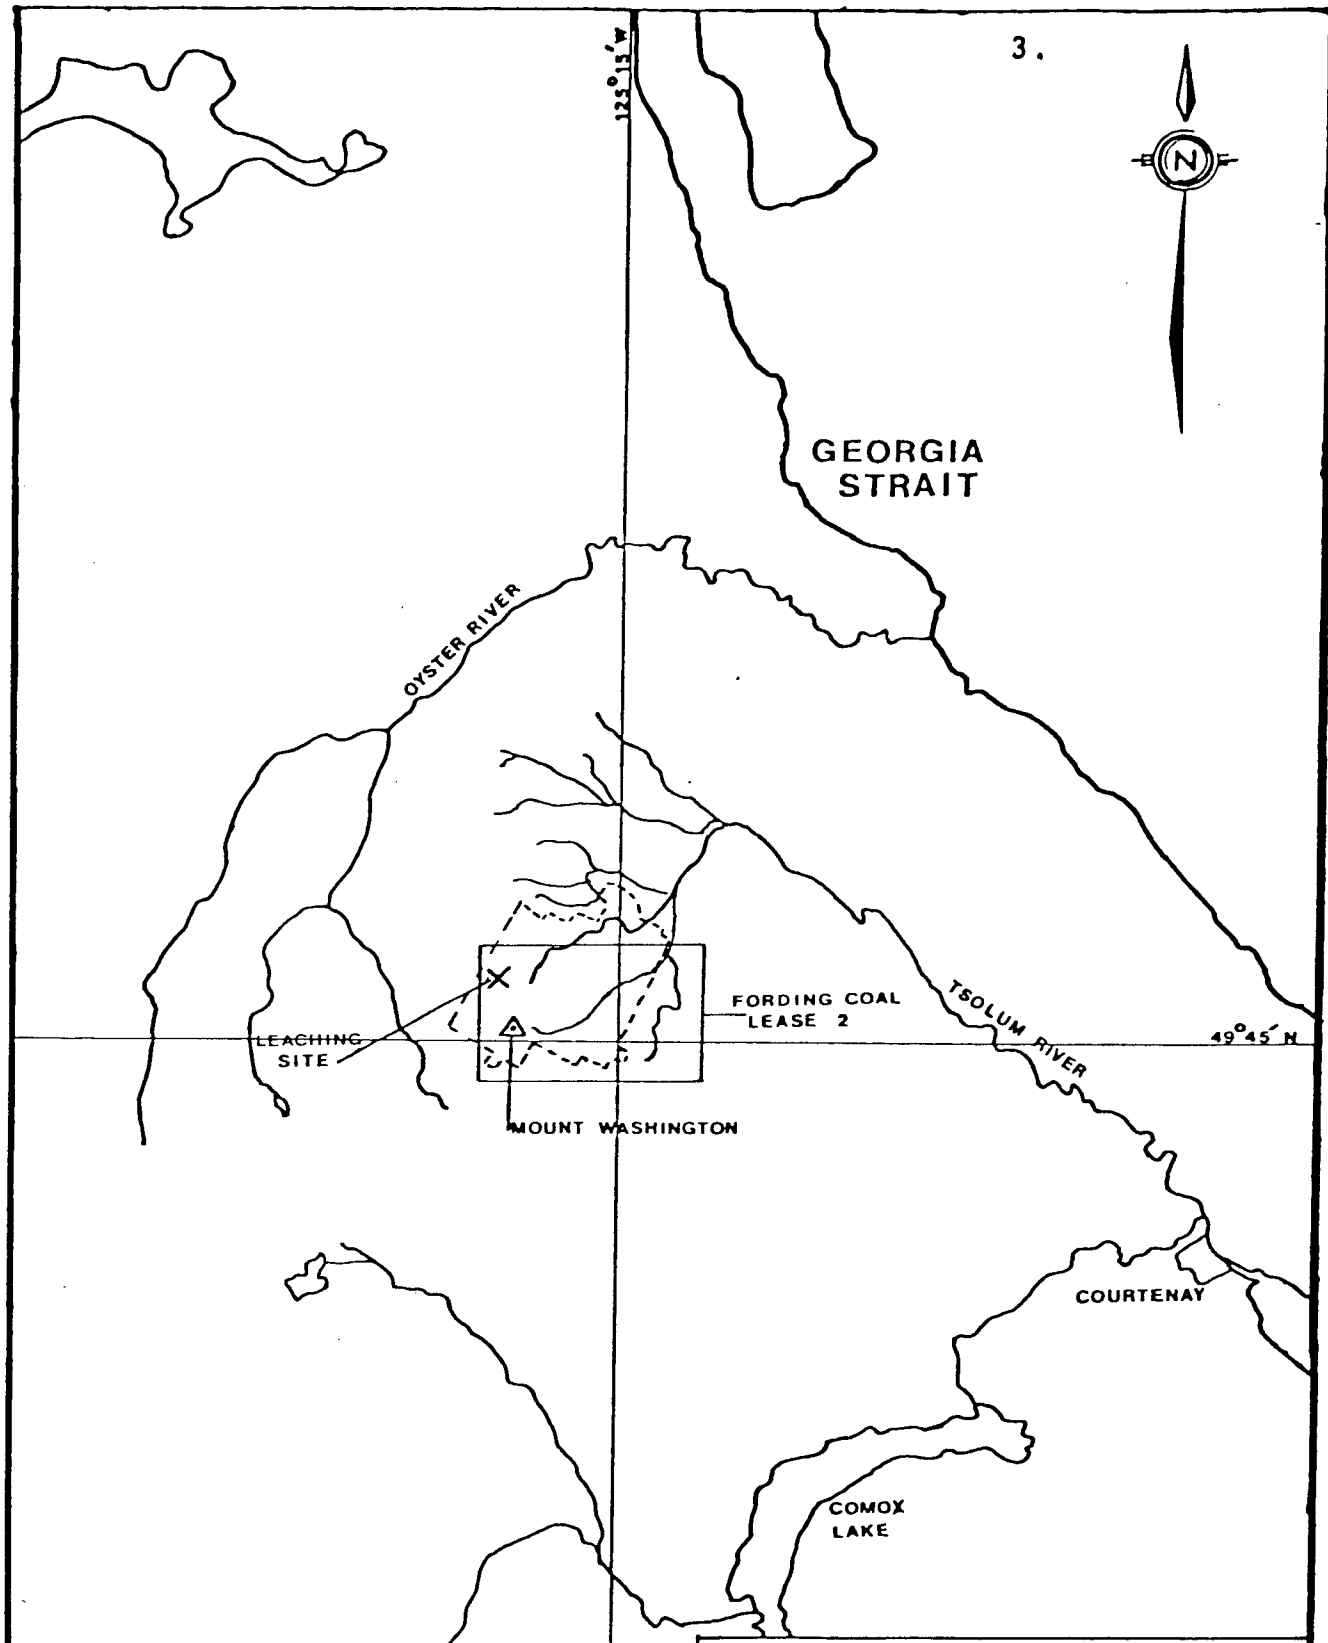 3.
125°15' W
N
E
GEORGIA
STRAIT
OYSTER RIVER
TSOLUM RIVER
FORDING COAL
LEASE 2
49°45' N
LEACHING
SITE
MOUNT WASHINGTON
COURTENAY
COMOX
LAKE